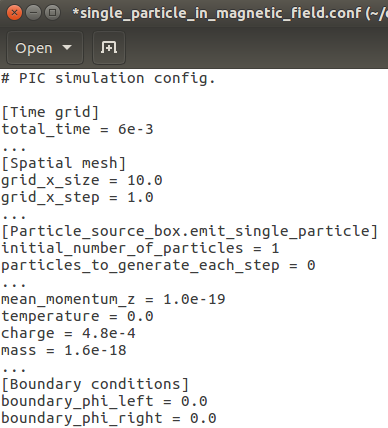 *single_particle_in_magnetic_field.conf (~/
Open
# PIC simulation config.
[Time grid]
total_time = 6e-3
...
[Spatial mesh]
grid_x_size = 10.0
grid_x_step = 1.0
...
[Particle_source_box.emit_single_particle]
initial_number_of_particles = 1
particles_to_generate_each_step = 0
...
mean_momentum_z = 1.0e-19
temperature = 0.0
charge = 4.8e-4
mass = 1.6e-18
...
[Boundary conditions]
boundary_phi_left = 0.0
boundary_phi_right = 0.0